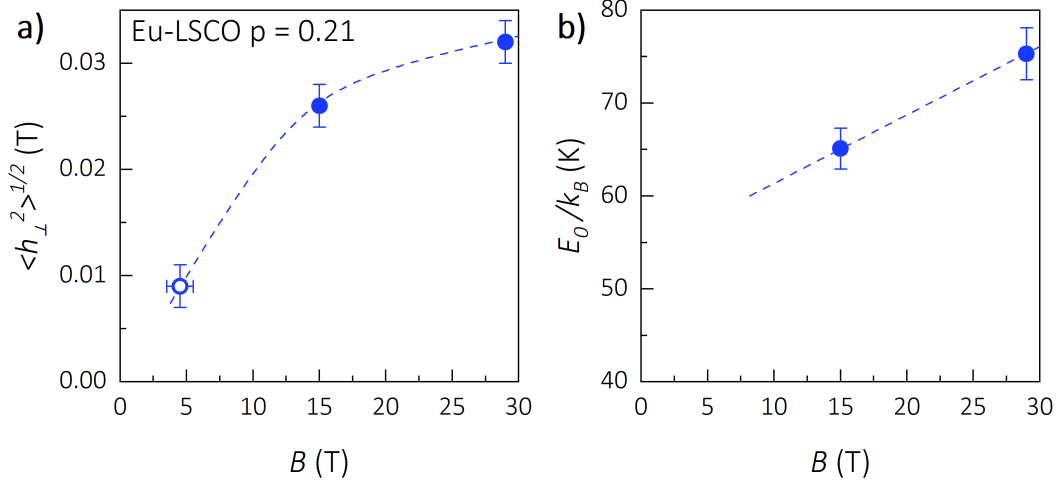 a)
Eu-LSCO p = 0.21
<h⊥²>^1/2 (T)
0.03
0.02
0.01
0.00
0 5 10 15 20 25 30
B (T)
b)
E0/kB (K)
80
70
60
50
40
0 5 10 15 20 25 30
B (T)